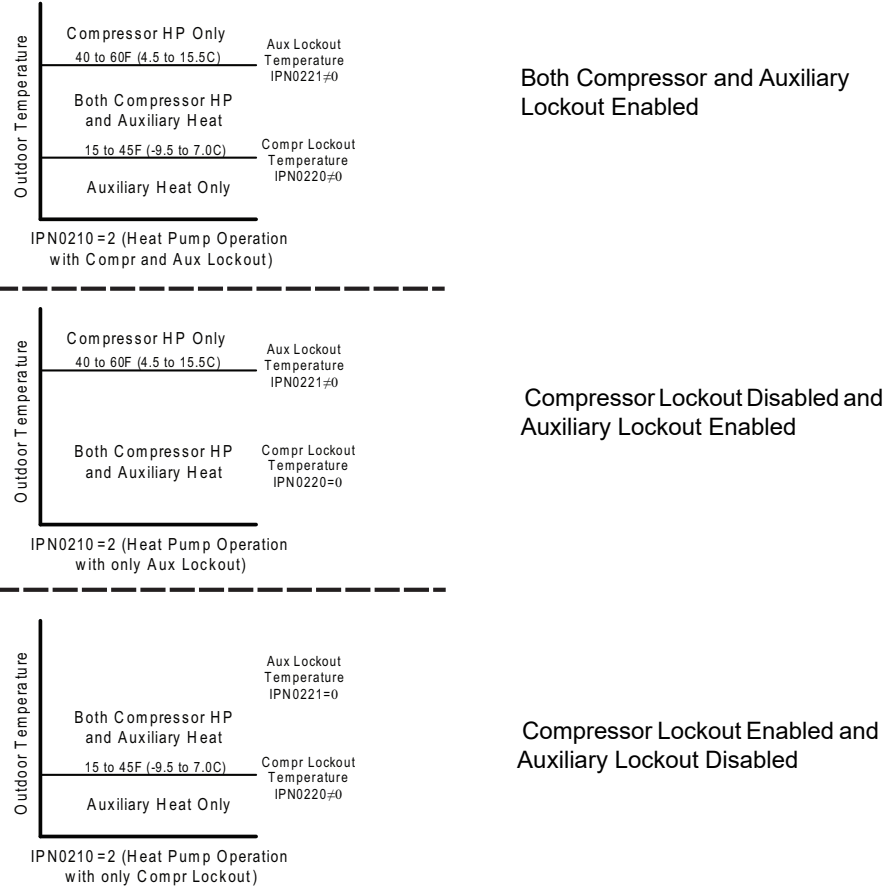 Outdoor Temperature
Compressor HP Only
40 to 60F (4.5 to 15.5C)
Aux Lockout
Temperature
IPN0221≠0
Both Compressor HP
and Auxiliary Heat
15 to 45F (-9.5 to 7.0C)
Compr Lockout
Temperature
IPN0220≠0
Auxiliary Heat Only
IPN0210=2 (Heat Pump Operation
with Compr and Aux Lockout)
Both Compressor and Auxiliary
Lockout Enabled
Outdoor Temperature
Compressor HP Only
40 to 60F (4.5 to 15.5C)
Aux Lockout
Temperature
IPN0221≠0
Both Compressor HP
and Auxiliary Heat
Compr Lockout
Temperature
IPN0220=0
IPN0210=2 (Heat Pump Operation
with only Aux Lockout)
Compressor Lockout Disabled and
Auxiliary Lockout Enabled
Outdoor Temperature
Aux Lockout
Temperature
IPN0221=0
Both Compressor HP
and Auxiliary Heat
15 to 45F (-9.5 to 7.0C)
Compr Lockout
Temperature
IPN0220≠0
Auxiliary Heat Only
IPN0210=2 (Heat Pump Operation
with only Compr Lockout)
Compressor Lockout Enabled and
Auxiliary Lockout Disabled